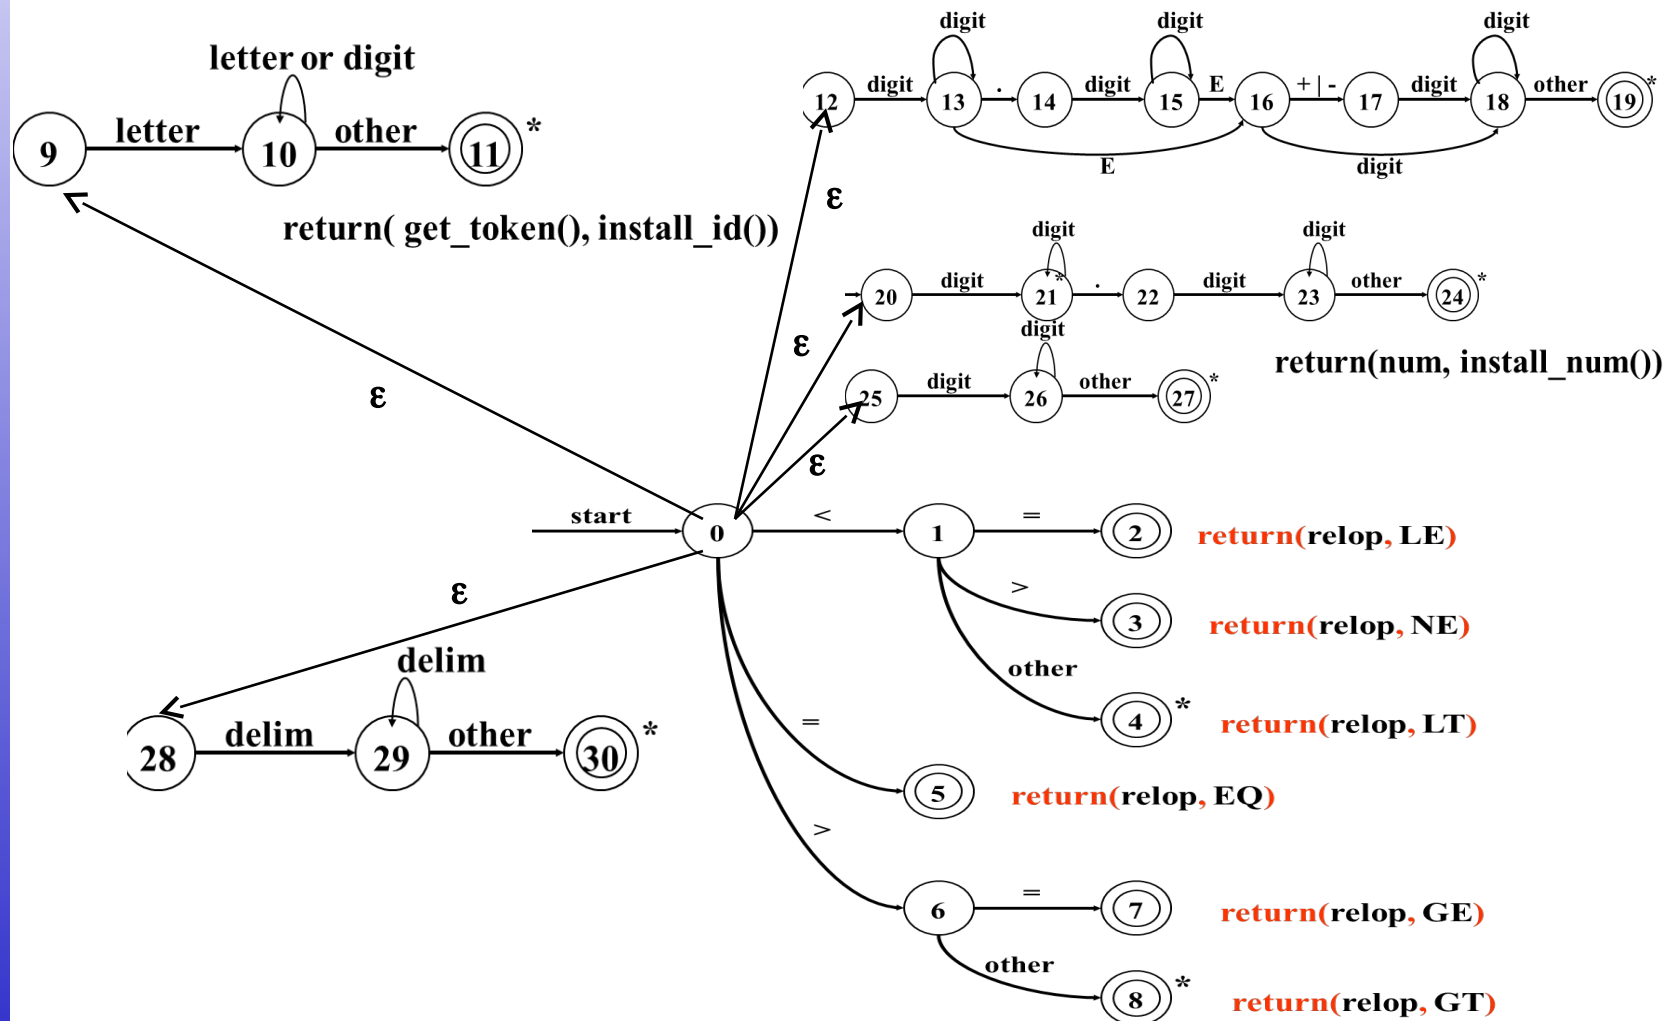 digit digit digit
12 digit 13 . 14 digit 15 E 16 + | - 17 digit 18 other 19 *
E digit
letter or digit
9 letter 10 other 11 *
return( get_token(), install_id())
ε
digit digit
20 digit 21 * . 22 digit 23 other 24 *
ε
digit
return(num, install_num())
25 digit 26 other 27 *
ε
ε
start 0 < 1 = 2 return(relop, LE)
> 3 return(relop, NE)
ε
other 4 * return(relop, LT)
delim
28 delim 29 other 30 *
= 5 return(relop, EQ)
> 6 = 7 return(relop, GE)
other 8 * return(relop, GT)
ε